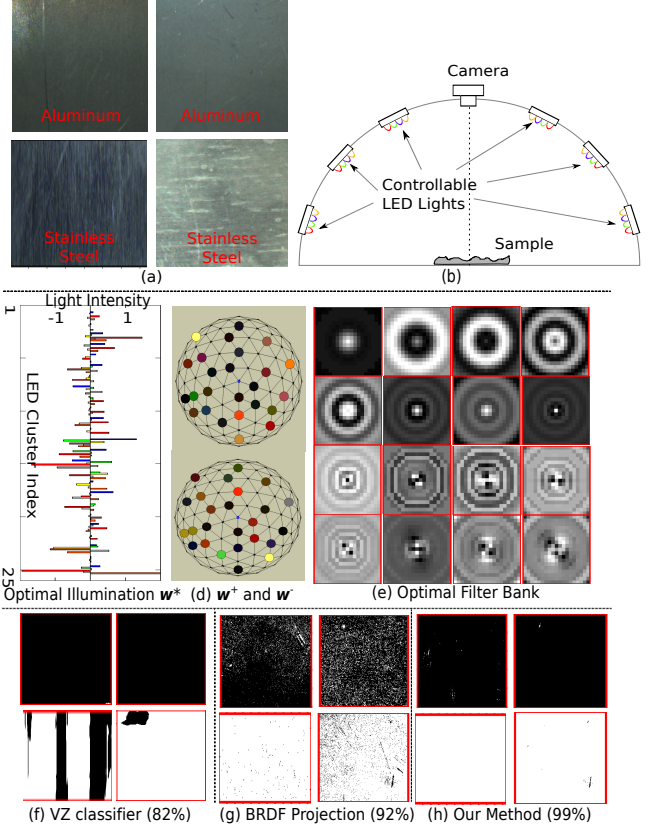 Aluminum
Aluminum
Stainless
Steel
Stainless
Steel
(a)
Camera
Controllable
LED Lights
Sample
(b)
Light Intensity
-1 1
1
LED Cluster Index
25
Optimal Illumination w*
(d) w+ and w-
(e) Optimal Filter Bank
(f) VZ classifier (82%)
(g) BRDF Projection (92%)
(h) Our Method (99%)